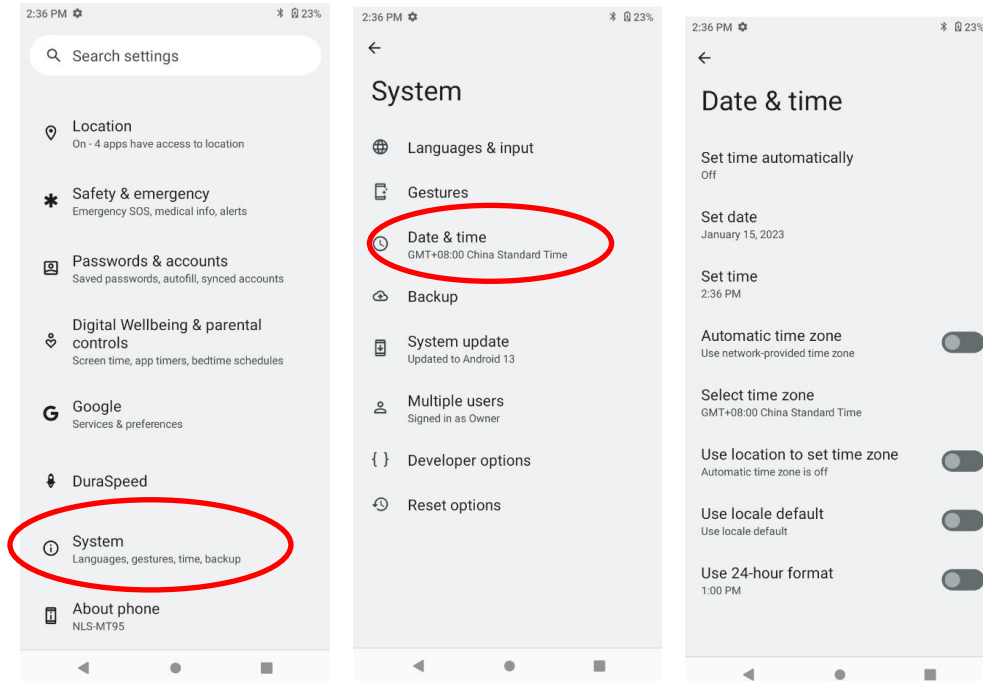 2:36 PM 23%
Search settings
Location
On - 4 apps have access to location
Safety & emergency
Emergency SOS, medical info, alerts
Passwords & accounts
Saved passwords, autofill, synced accounts
Digital Wellbeing & parental
controls
Screen time, app timers, bedtime schedules
Google
Services & preferences
DuraSpeed
System
Languages, gestures, time, backup
About phone
NLS-MT95
2:36 PM 23%
System
Languages & input
Gestures
Date & time
GMT+08:00 China Standard Time
Backup
System update
Updated to Android 13
Multiple users
Signed in as Owner
{ } Developer options
Reset options
2:36 PM 23%
Date & time
Set time automatically
Off
Set date
January 15, 2023
Set time
2:36 PM
Automatic time zone
Use network-provided time zone
Select time zone
GMT+08:00 China Standard Time
Use location to set time zone
Automatic time zone is off
Use locale default
Use locale default
Use 24-hour format
1:00 PM